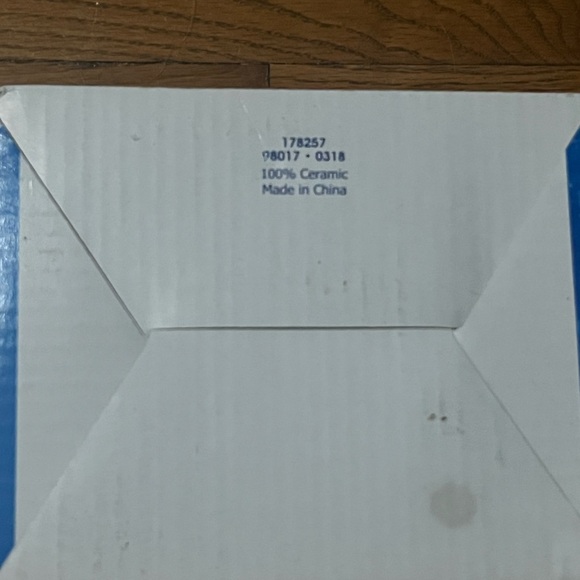 178257
98017 • 0318
100% Ceramic
Made in China